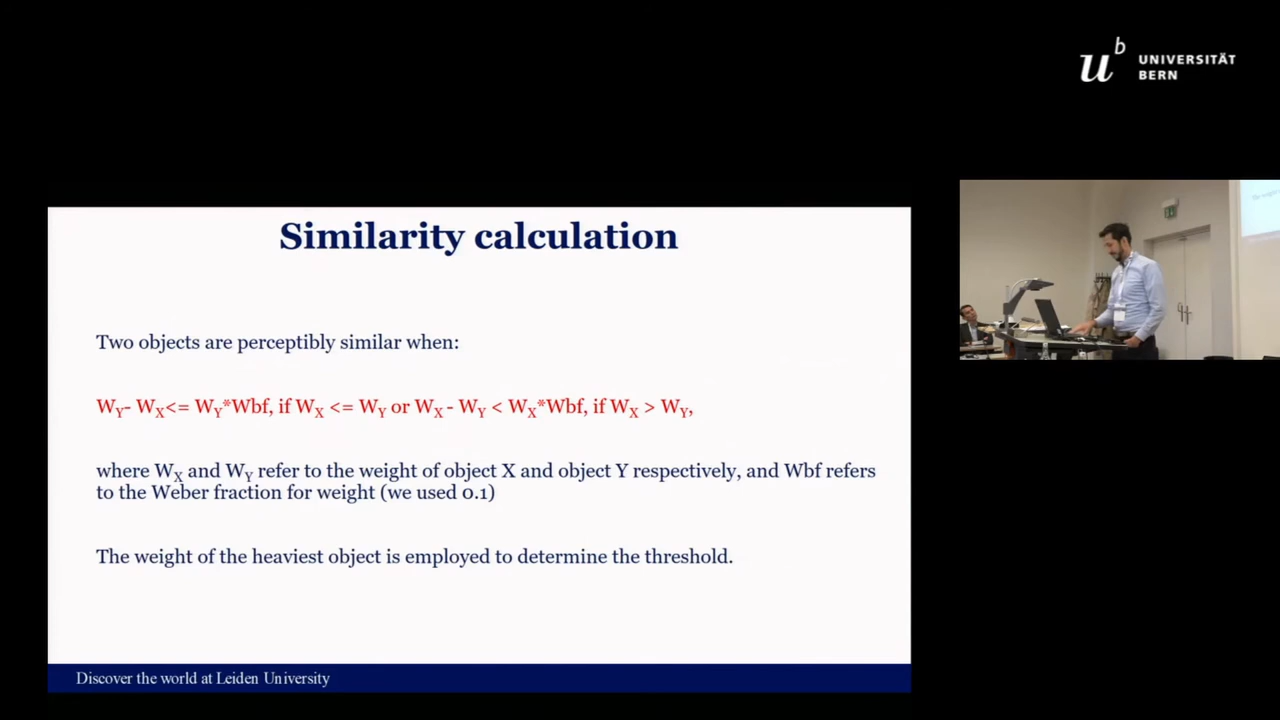 u^b UNIVERSITÄT
BERN
Similarity calculation
Two objects are perceptibly similar when:
W_Y- W_X<= W_Y*Wbf, if W_X <= W_Y or W_X - W_Y < W_X*Wbf, if W_X > W_Y,
where W_X and W_Y refer to the weight of object X and object Y respectively, and Wbf refers
to the Weber fraction for weight (we used 0.1)
The weight of the heaviest object is employed to determine the threshold.
Discover the world at Leiden University